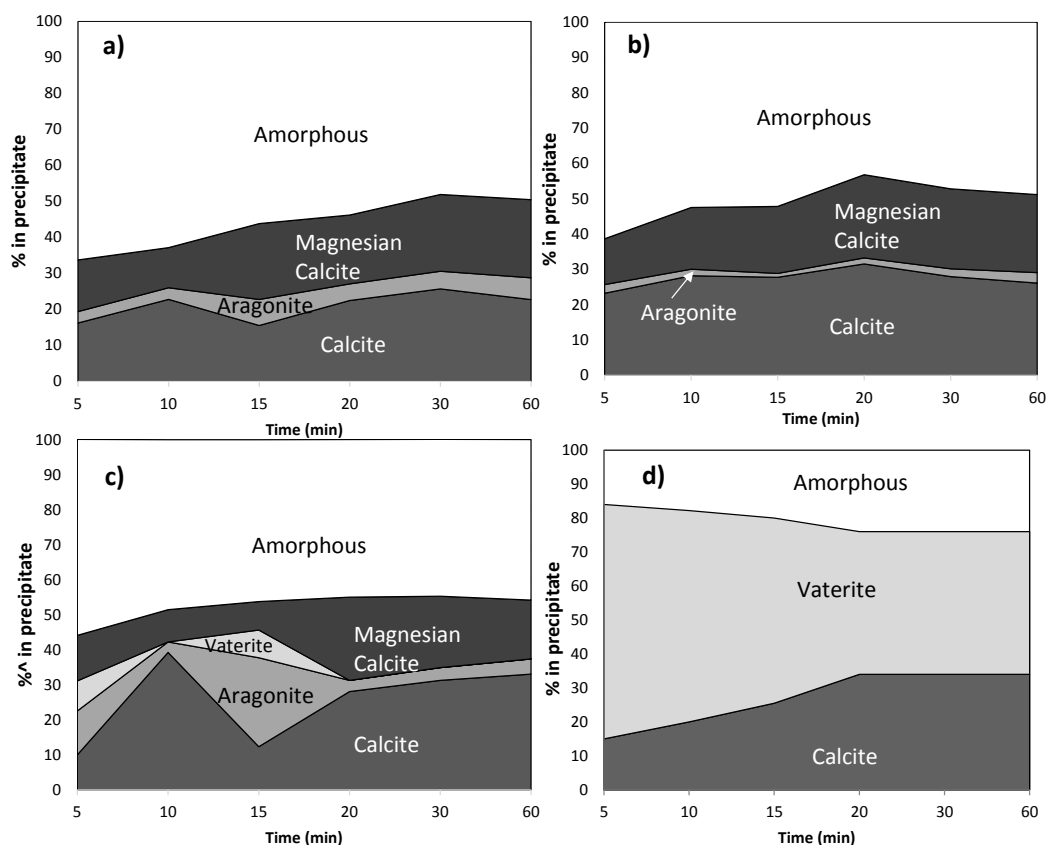 a)
% in precipitate
100
90
80
70
60
50
40
30
20
10
0
Amorphous
Magnesian
Calcite
Aragonite
Calcite
5 10 15 20 30 60
Time (min)
b)
% in precipitate
100
90
80
70
60
50
40
30
20
10
0
Amorphous
Magnesian
Calcite
Aragonite
Calcite
5 10 15 20 30 60
Time (min)
c)
%^ in precipitate
100
90
80
70
60
50
40
30
20
10
0
Amorphous
Magnesian
Calcite
Vaterite
Aragonite
Calcite
5 10 15 20 30 60
Time (min)
d)
% in precipitate
100
90
80
70
60
50
40
30
20
10
0
Amorphous
Vaterite
Calcite
5 10 15 20 30 60
Time (min)